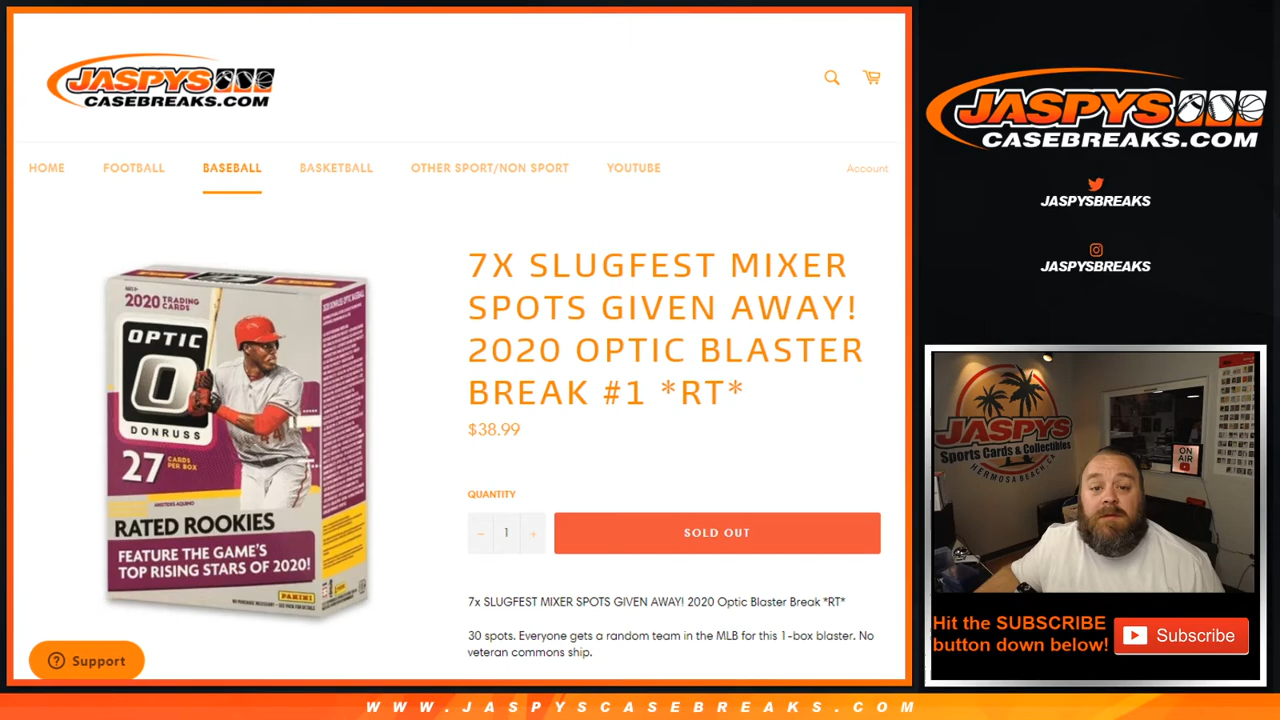 JASPYS
CASEBREAKS.COM
HOME
FOOTBALL
BASEBALL
BASKETBALL
OTHER SPORT/NON SPORT
YOUTUBE
Account
2020 TRADING
CARDS
OPTIC
DONRUSS
27 CARDS
PER BOX
RATED ROOKIES
FEATURE THE GAME'S
TOP RISING STARS OF 2020!
PANINI
7X SLUGFEST MIXER
SPOTS GIVEN AWAY!
2020 OPTIC BLASTER
BREAK #1 *RT*
$38.99
QUANTITY
− 1 +
SOLD OUT
7x SLUGFEST MIXER SPOTS GIVEN AWAY! 2020 Optic Blaster Break *RT*
30 spots. Everyone gets a random team in the MLB for this 1-box blaster. No
veteran commons ship.
Support
JASPYS
CASEBREAKS.COM
JASPYSBREAKS
JASPYSBREAKS
JASPYS
Sports Cards & Collectibles
HERMOSA BEACH, CA
ON
AIR
Hit the SUBSCRIBE
button down below!
Subscribe
WWW.JASPYSCASEBREAKS.COM